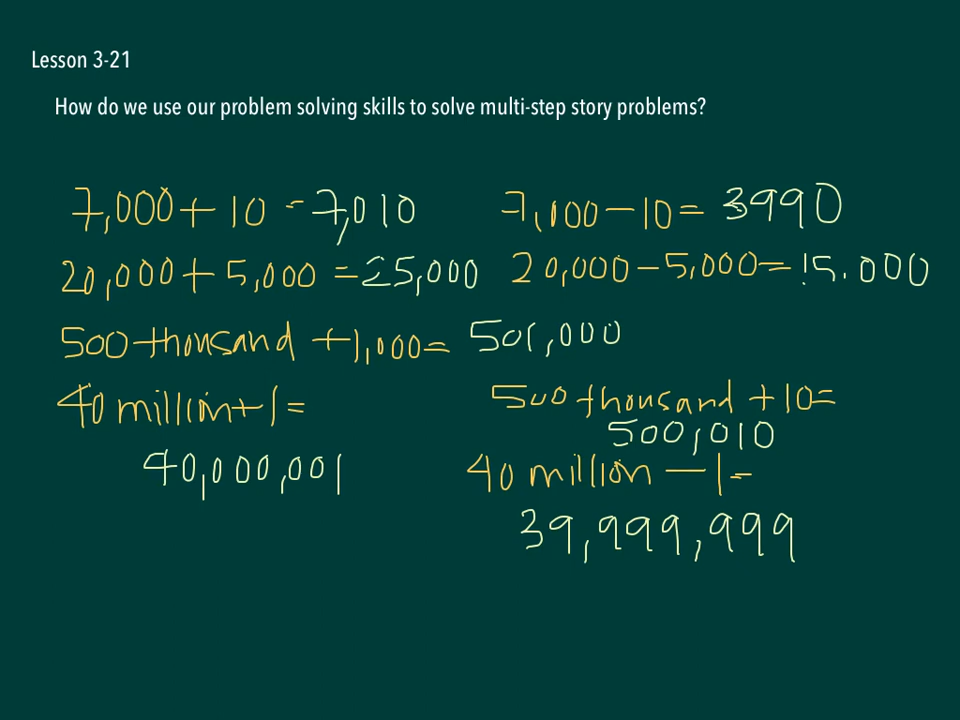 Lesson 3-21
How do we use our problem solving skills to solve multi-step story problems?
7,000 + 10 = 7,010
7,000 - 10 = 3990
20,000 + 5,000 = 25,000
20,000 - 5,000 = 15.000
500 thousand + 1,000 = 501,000
40 million + 1 =
500 thousand + 10 =
500,010
40,000,001
40 million - 1 =
39,999,999